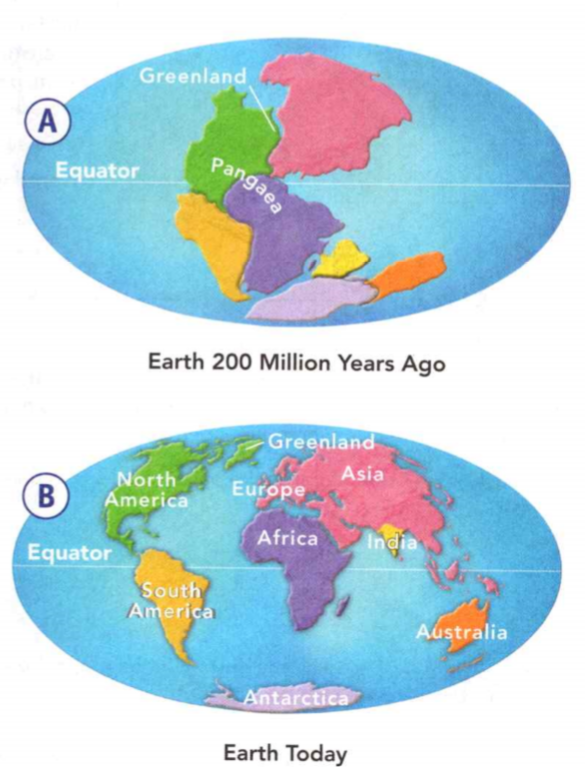 Greenland
A
Equator
Pangaea
Earth 200 Million Years Ago
Greenland
B
North
America
Europe
Asia
Equator
Africa
India
South
America
Australia
Antarctica
Earth Today